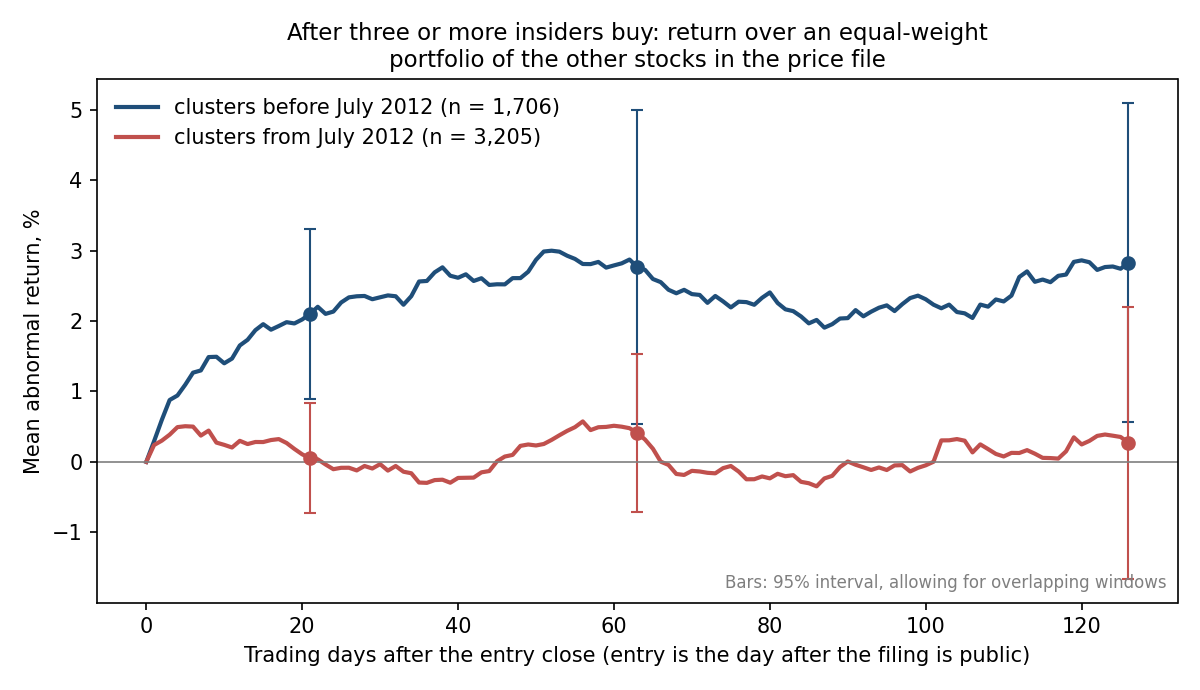 After three or more insiders buy: return over an equal-weight
portfolio of the other stocks in the price file
clusters before July 2012 (n = 1,706)
clusters from July 2012 (n = 3,205)
Mean abnormal return, %
5
4
3
2
1
0
−1
Bars: 95% interval, allowing for overlapping windows
0 20 40 60 80 100 120
Trading days after the entry close (entry is the day after the filing is public)